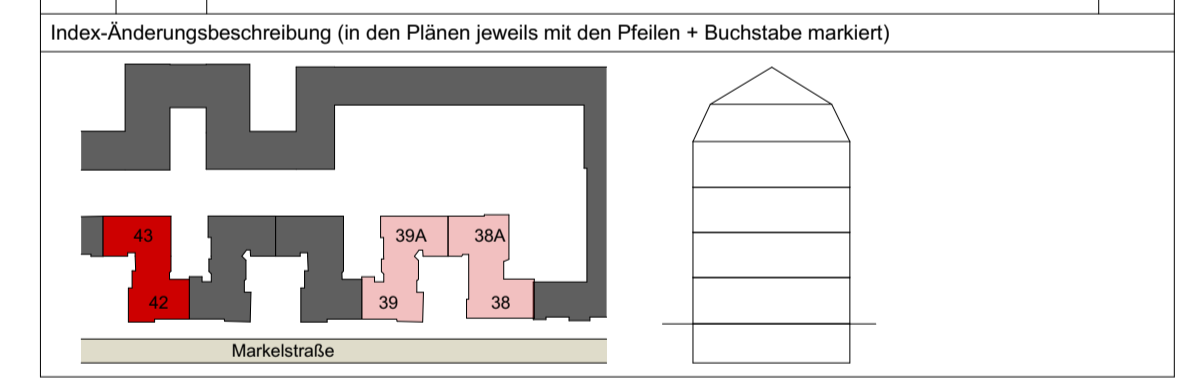 Index-Änderungsbeschreibung (in den Plänen jeweils mit den Pfeilen + Buchstabe markiert)
43
39A
38A
42
39
38
Markelstraße